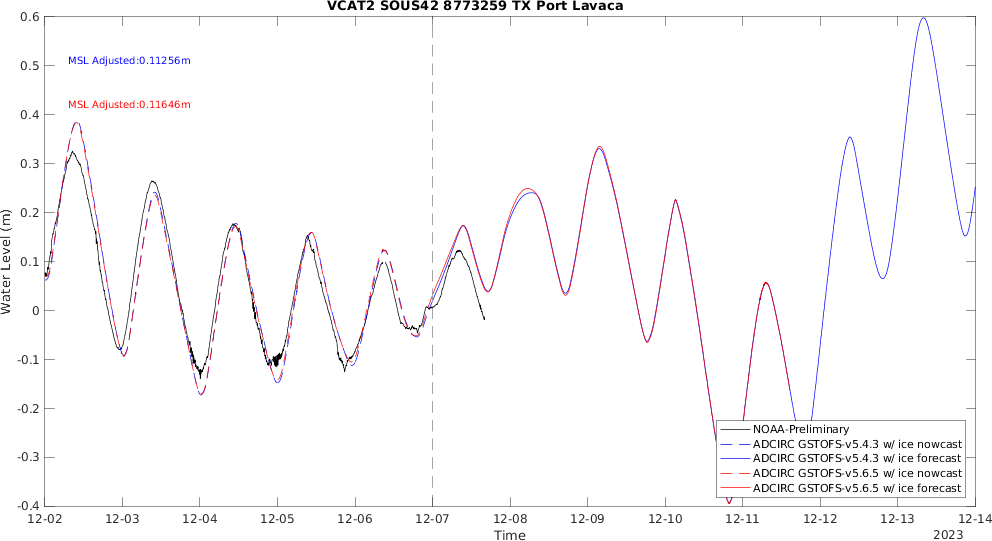 VCAT2 SOUS42 8773259 TX Port Lavaca
MSL Adjusted:0.11256m
MSL Adjusted:0.11646m
Water Level (m)
0.6
0.5
0.4
0.3
0.2
0.1
0
-0.1
-0.2
-0.3
-0.4
NOAA-Preliminary
ADCIRC GSTOFS-v5.4.3 w/ ice nowcast
ADCIRC GSTOFS-v5.4.3 w/ ice forecast
ADCIRC GSTOFS-v5.6.5 w/ ice nowcast
ADCIRC GSTOFS-v5.6.5 w/ ice forecast
12-02 12-03 12-04 12-05 12-06 12-07 12-08 12-09 12-10 12-11 12-12 12-13 12-14
Time
2023